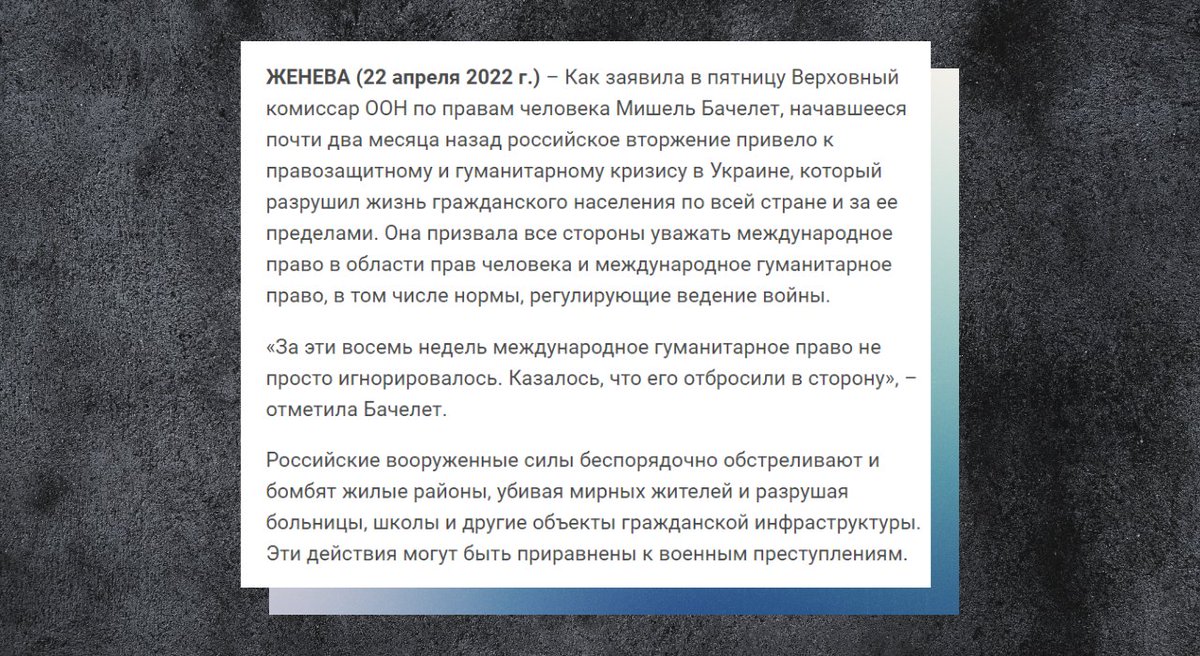 ЖЕНЕВА (22 апреля 2022 г.) – Как заявила в пятницу Верховный
комиссар ООН по правам человека Мишель Бачелет, начавшееся
почти два месяца назад российское вторжение привело к
правозащитному и гуманитарному кризису в Украине, который
разрушил жизнь гражданского населения по всей стране и за ее
пределами. Она призвала все стороны уважать международное
право в области прав человека и международное гуманитарное
право, в том числе нормы, регулирующие ведение войны.
«За эти восемь недель международное гуманитарное право не
просто игнорировалось. Казалось, что его отбросили в сторону», –
отметила Бачелет.
Российские вооруженные силы беспорядочно обстреливают и
бомбят жилые районы, убивая мирных жителей и разрушая
больницы, школы и другие объекты гражданской инфраструктуры.
Эти действия могут быть приравнены к военным преступлениям.